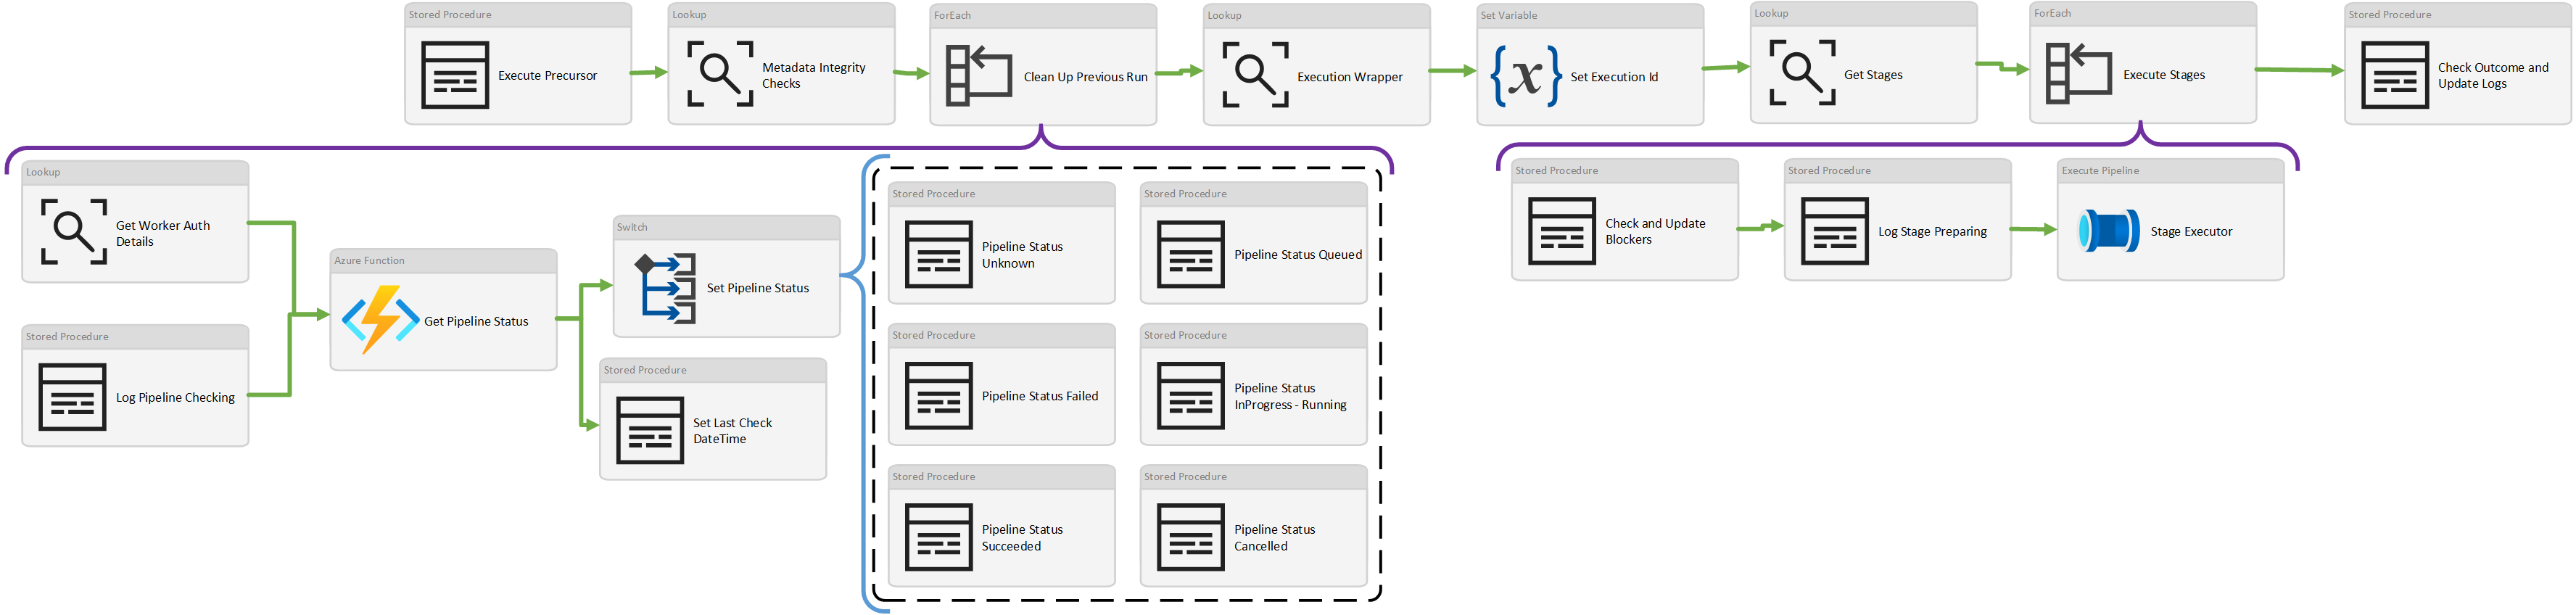 Stored Procedure
Execute Precursor
Lookup
Metadata Integrity
Checks
ForEach
Clean Up Previous Run
Lookup
Execution Wrapper
Set Variable
Set Execution Id
Lookup
Get Stages
ForEach
Execute Stages
Stored Procedure
Check Outcome and
Update Logs
Lookup
Get Worker Auth
Details
Stored Procedure
Log Pipeline Checking
Azure Function
Get Pipeline Status
Switch
Set Pipeline Status
Stored Procedure
Set Last Check
DateTime
Stored Procedure
Pipeline Status
Unknown
Stored Procedure
Pipeline Status Queued
Stored Procedure
Pipeline Status Failed
Stored Procedure
Pipeline Status
InProgress - Running
Stored Procedure
Pipeline Status
Succeeded
Stored Procedure
Pipeline Status
Cancelled
Stored Procedure
Check and Update
Blockers
Stored Procedure
Log Stage Preparing
Execute Pipeline
Stage Executor